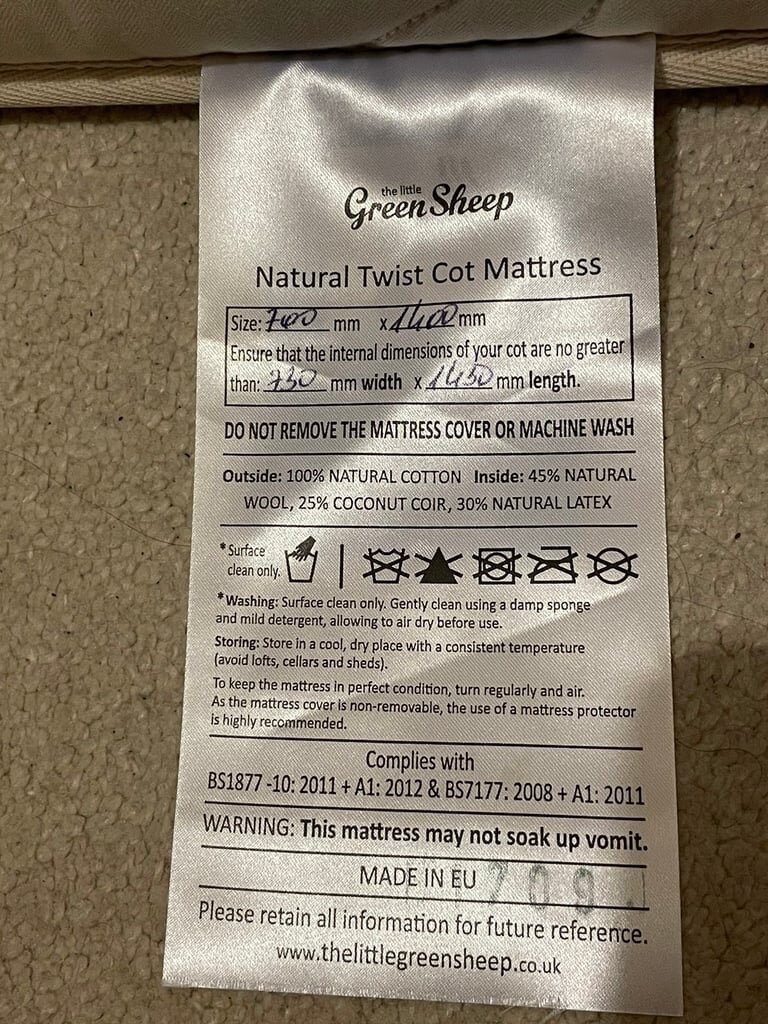 the little
Green Sheep
Natural Twist Cot Mattress
Size: 700 mm x 1400 mm
Ensure that the internal dimensions of your cot are no greater
than: 730 mm width x 1450 mm length.
DO NOT REMOVE THE MATTRESS COVER OR MACHINE WASH
Outside: 100% NATURAL COTTON Inside: 45% NATURAL
WOOL, 25% COCONUT COIR, 30% NATURAL LATEX
*Surface
clean only.
*Washing: Surface clean only. Gently clean using a damp sponge
and mild detergent, allowing to air dry before use.
Storing: Store in a cool, dry place with a consistent temperature
(avoid lofts, cellars and sheds).
To keep the mattress in perfect condition, turn regularly and air.
As the mattress cover is non-removable, the use of a mattress protector
is highly recommended.
Complies with
BS1877 -10: 2011 + A1: 2012 & BS7177: 2008 + A1: 2011
WARNING: This mattress may not soak up vomit.
MADE IN EU
Please retain all information for future reference.
www.thelittlegreensheep.co.uk